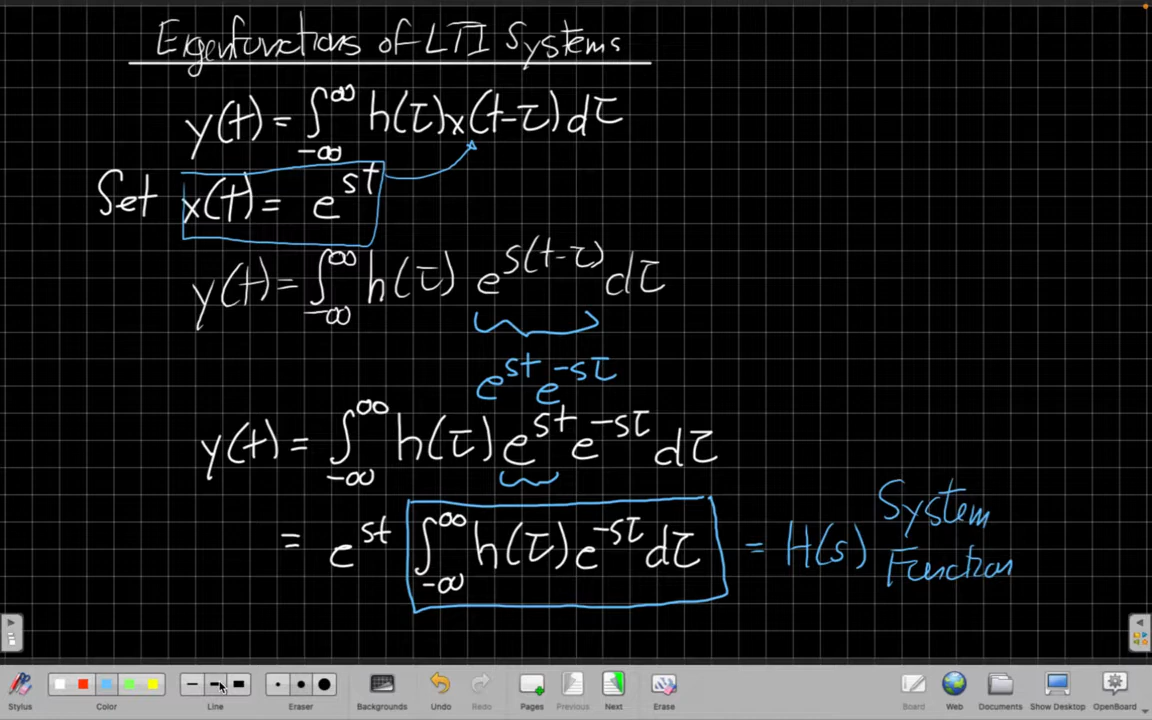 Eigenfunctions of LTI Systems
y(t) = ∫_{-∞}^{∞} h(τ)x(t-τ)dτ
Set x(t) = e^{st}
y(t) = ∫_{-∞}^{∞} h(τ) e^{s(t-τ)}dτ
e^{st}e^{-sτ}
y(t) = ∫_{-∞}^{∞} h(τ)e^{st}e^{-sτ}dτ
= e^{st} ∫_{-∞}^{∞} h(τ)e^{-sτ}dτ = H(s) System Function
Stylus Color Line Eraser Backgrounds Undo Redo Pages Previous Next Erase Board Web Documents Show Desktop OpenBoard